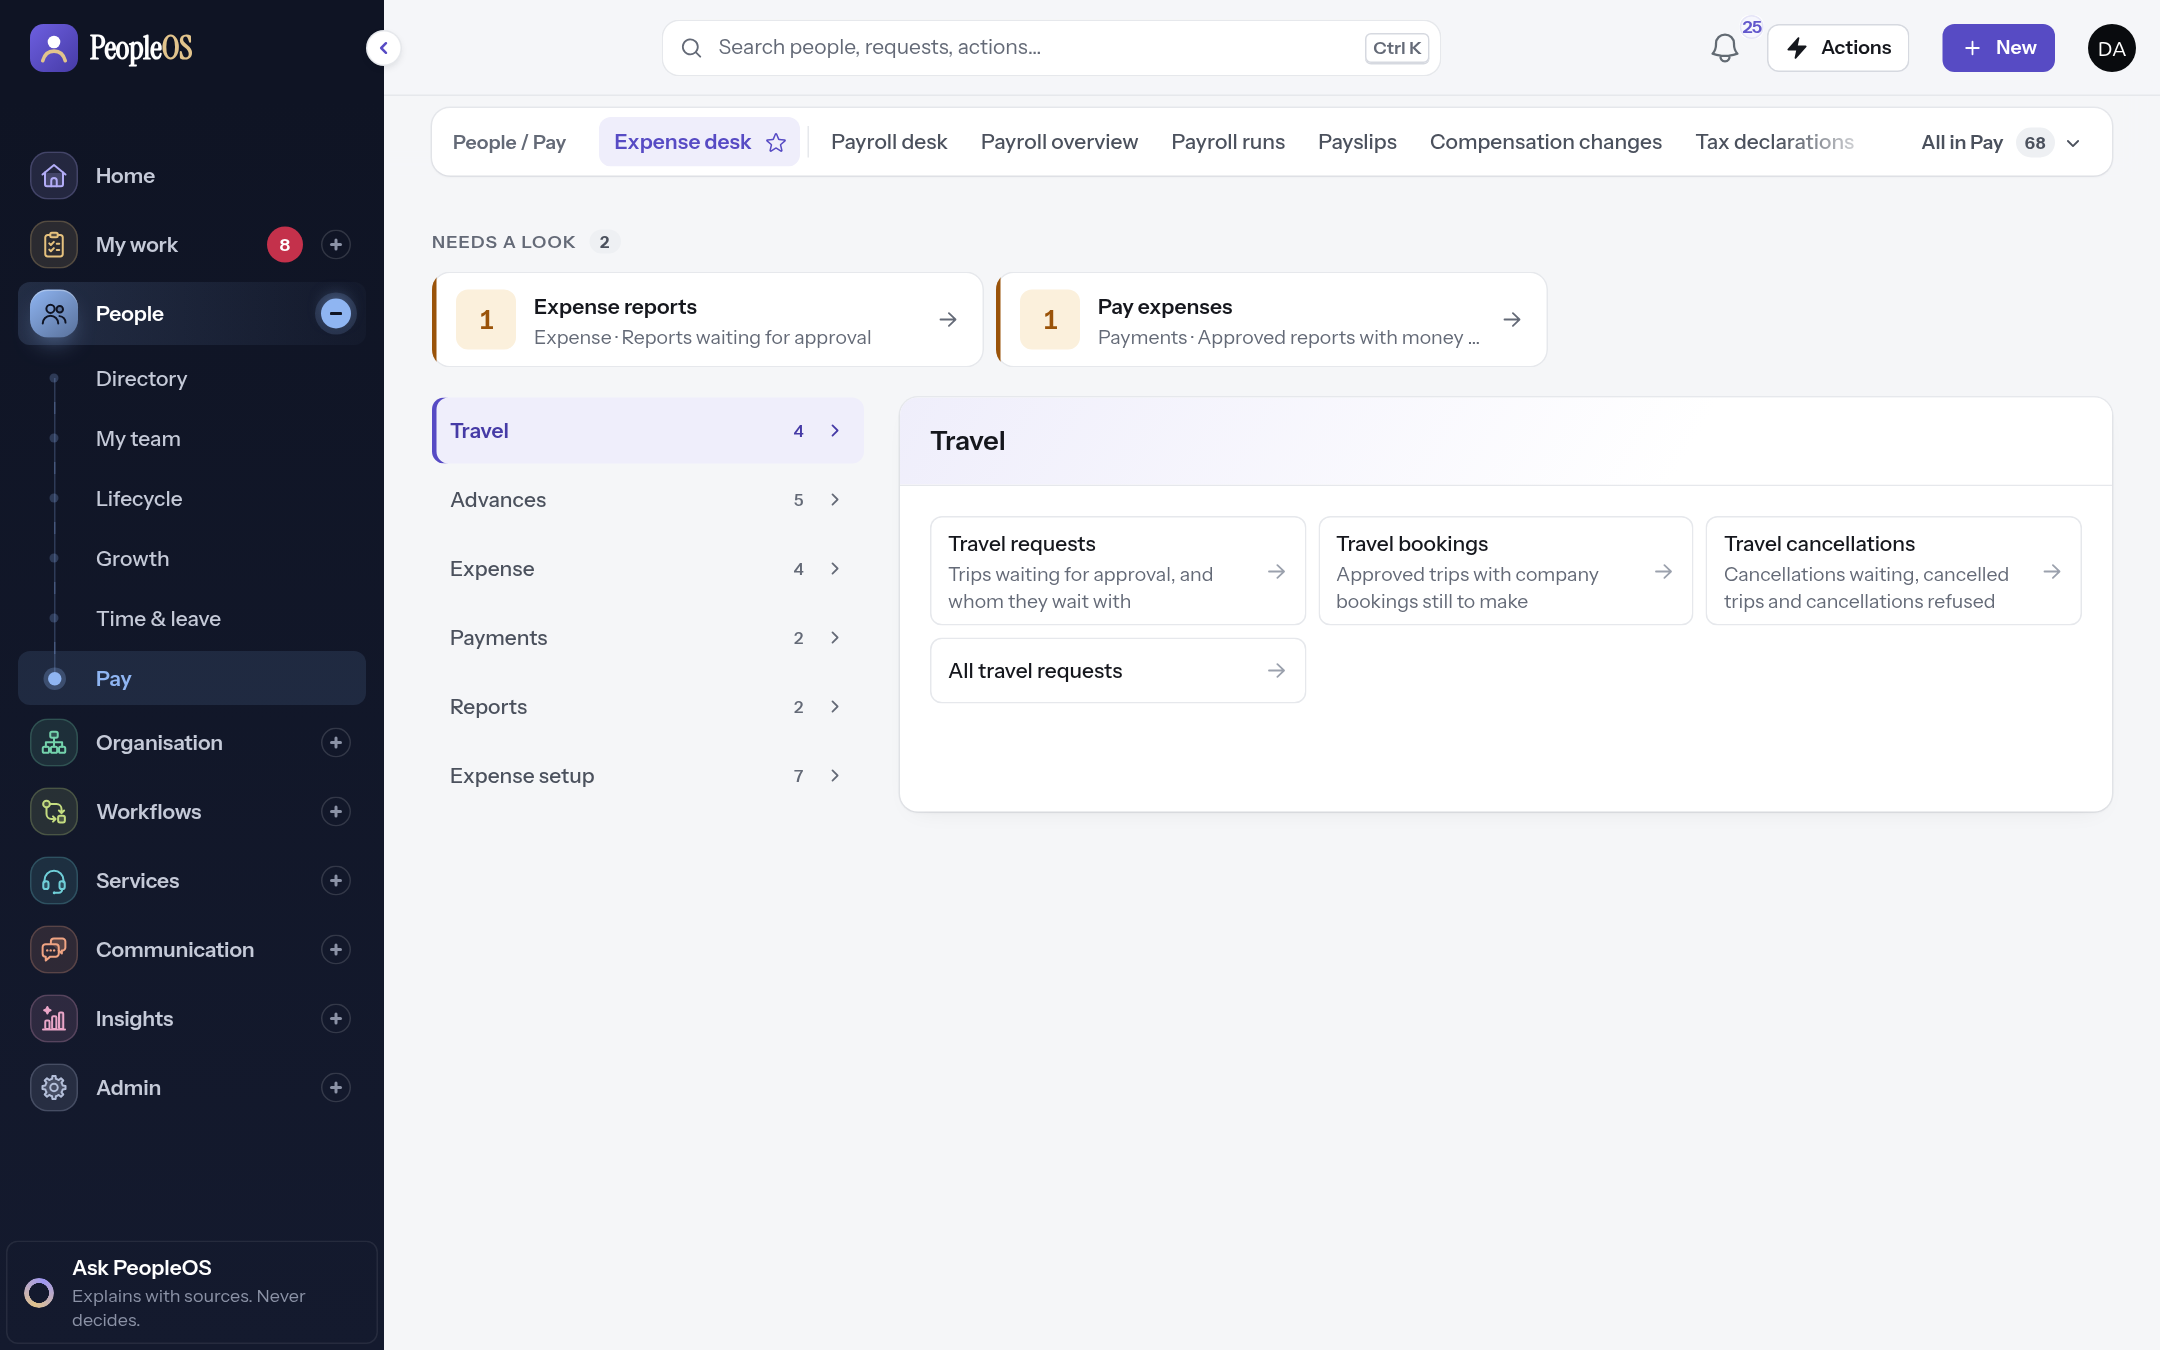 PeopleOS
Search people, requests, actions...
Ctrl K
25
Actions
New
DA
People / Pay
Expense desk
Payroll desk
Payroll overview
Payroll runs
Payslips
Compensation changes
Tax declarations
All in Pay 68
Home
My work 8
People
Directory
My team
Lifecycle
Growth
Time & leave
Pay
Organisation
Workflows
Services
Communication
Insights
Admin
Ask PeopleOS
Explains with sources. Never
decides.
NEEDS A LOOK 2
1
Expense reports
Expense · Reports waiting for approval
1
Pay expenses
Payments · Approved reports with money ...
Travel 4
Advances 5
Expense 4
Payments 2
Reports 2
Expense setup 7
Travel
Travel requests
Trips waiting for approval, and
whom they wait with
Travel bookings
Approved trips with company
bookings still to make
Travel cancellations
Cancellations waiting, cancelled
trips and cancellations refused
All travel requests